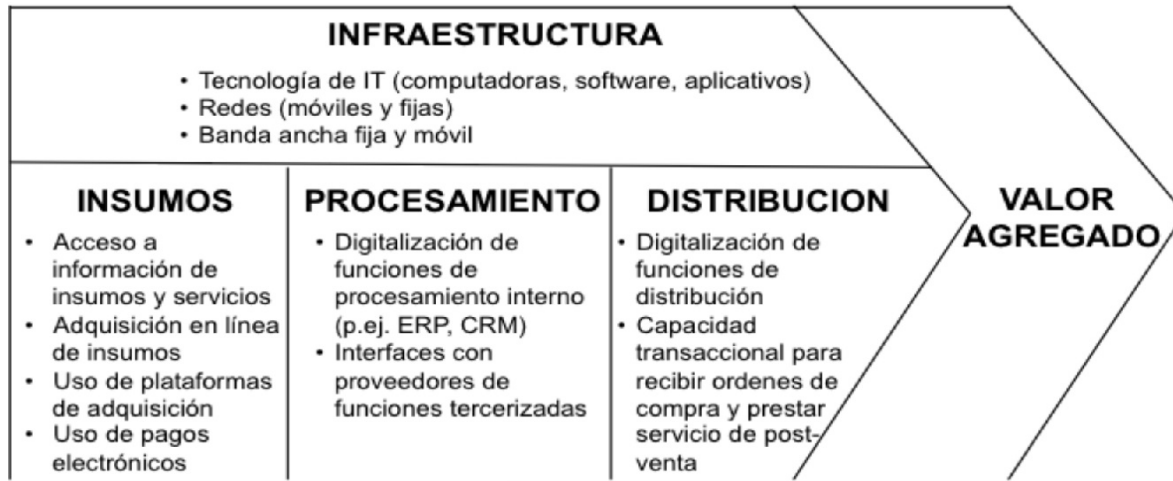 INFRAESTRUCTURA
• Tecnología de IT (computadoras, software, aplicativos)
• Redes (móviles y fijas)
• Banda ancha fija y móvil
INSUMOS
• Acceso a
información de
insumos y servicios
• Adquisición en línea
de insumos
• Uso de plataformas
de adquisición
• Uso de pagos
electrónicos
PROCESAMIENTO
• Digitalización de
funciones de
procesamiento interno
(p.ej. ERP, CRM)
• Interfaces con
proveedores de
funciones tercerizadas
DISTRIBUCION
• Digitalización de
funciones de
distribución
• Capacidad
transaccional para
recibir ordenes de
compra y prestar
servicio de post-
venta
VALOR
AGREGADO